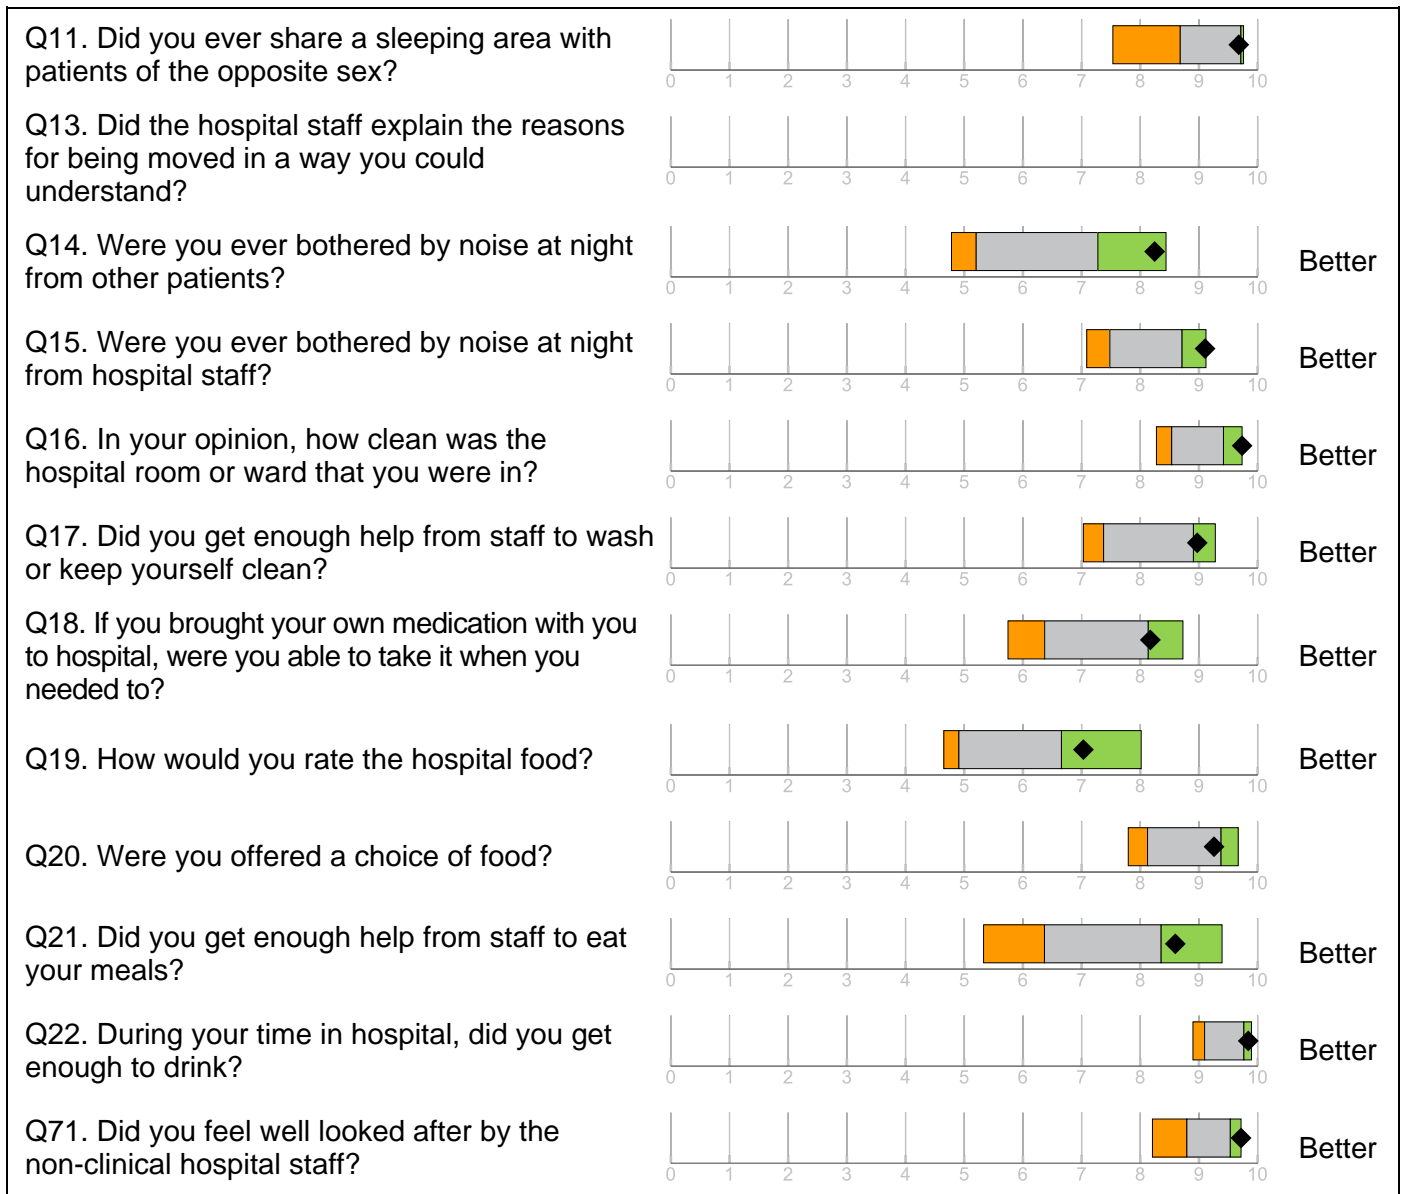 Q11. Did you ever share a sleeping area with
patients of the opposite sex?
0 1 2 3 4 5 6 7 8 9 10
Q13. Did the hospital staff explain the reasons
for being moved in a way you could
understand?
0 1 2 3 4 5 6 7 8 9 10
Q14. Were you ever bothered by noise at night
from other patients?
Better
0 1 2 3 4 5 6 7 8 9 10
Q15. Were you ever bothered by noise at night
from hospital staff?
Better
0 1 2 3 4 5 6 7 8 9 10
Q16. In your opinion, how clean was the
hospital room or ward that you were in?
Better
0 1 2 3 4 5 6 7 8 9 10
Q17. Did you get enough help from staff to wash
or keep yourself clean?
Better
0 1 2 3 4 5 6 7 8 9 10
Q18. If you brought your own medication with you
to hospital, were you able to take it when you
needed to?
Better
0 1 2 3 4 5 6 7 8 9 10
Q19. How would you rate the hospital food?
Better
0 1 2 3 4 5 6 7 8 9 10
Q20. Were you offered a choice of food?
0 1 2 3 4 5 6 7 8 9 10
Q21. Did you get enough help from staff to eat
your meals?
Better
0 1 2 3 4 5 6 7 8 9 10
Q22. During your time in hospital, did you get
enough to drink?
Better
0 1 2 3 4 5 6 7 8 9 10
Q71. Did you feel well looked after by the
non-clinical hospital staff?
Better
0 1 2 3 4 5 6 7 8 9 10